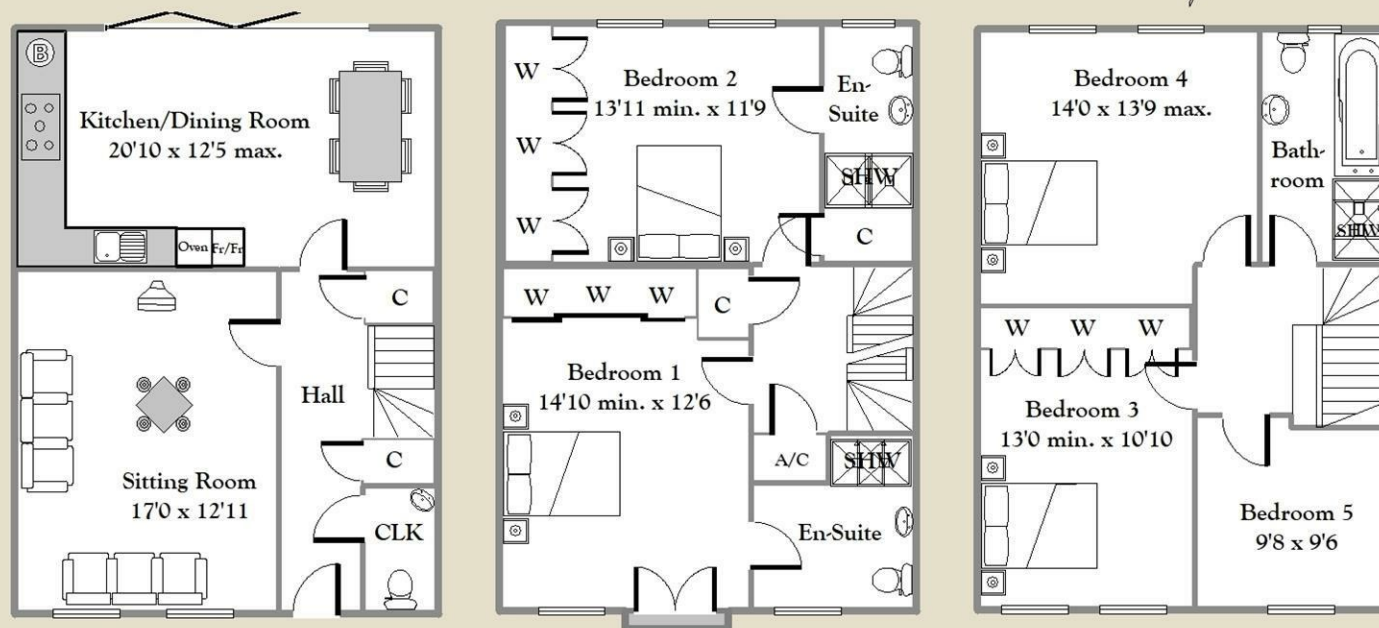 B
Kitchen/Dining Room
20'10 x 12'5 max.
Oven
Fr/Fr
C
Hall
Sitting Room
17'0 x 12'11
C
CLK
W
W
W
Bedroom 2
13'11 min. x 11'9
En-
Suite
SHW
C
W
W
W
C
Bedroom 1
14'10 min. x 12'6
A/C
SHW
En-Suite
Bedroom 4
14'0 x 13'9 max.
Bath-
room
SHW
W
W
W
Bedroom 3
13'0 min. x 10'10
Bedroom 5
9'8 x 9'6